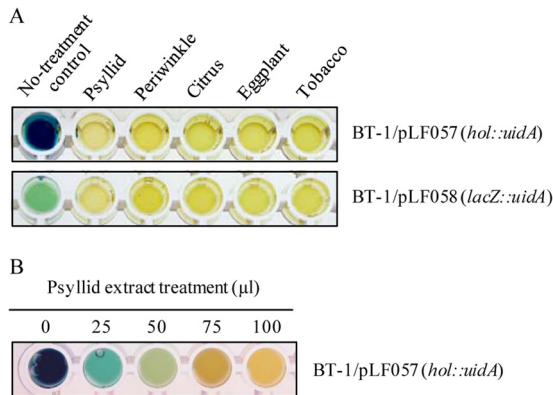 A
No-treatment
control
Psyllid
Periwinkle
Citrus
Eggplant
Tobacco
BT-1/pLF057 (hol::uidA)
BT-1/pLF058 (lacZ::uidA)
B
Psyllid extract treatment (µl)
0 25 50 75 100
BT-1/pLF057 (hol::uidA)